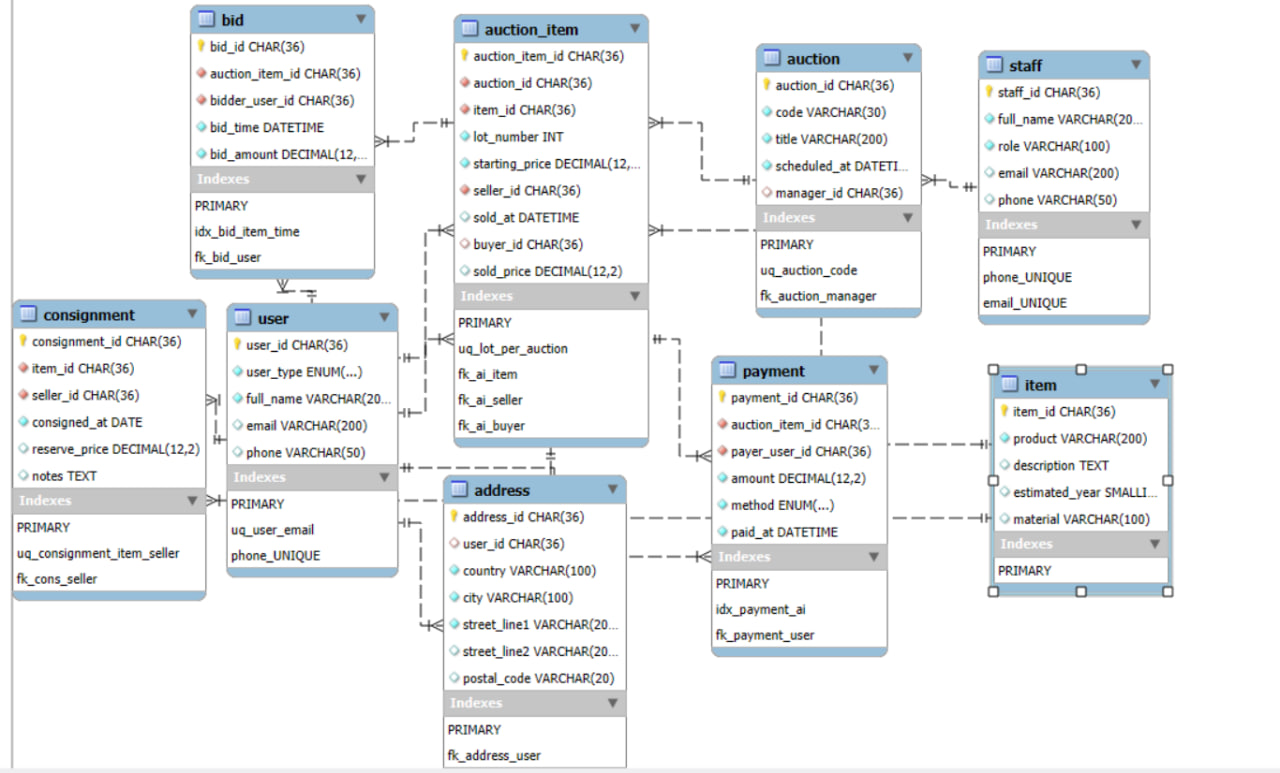 bid
bid_id CHAR(36)
auction_item_id CHAR(36)
bidder_user_id CHAR(36)
bid_time DATETIME
bid_amount DECIMAL(12,...
Indexes
PRIMARY
idx_bid_item_time
fk_bid_user
auction_item
auction_item_id CHAR(36)
auction_id CHAR(36)
item_id CHAR(36)
lot_number INT
starting_price DECIMAL(12,...
seller_id CHAR(36)
sold_at DATETIME
buyer_id CHAR(36)
sold_price DECIMAL(12,2)
Indexes
PRIMARY
uq_lot_per_auction
fk_ai_item
fk_ai_seller
fk_ai_buyer
auction
auction_id CHAR(36)
code VARCHAR(30)
title VARCHAR(200)
scheduled_at DATETI...
manager_id CHAR(36)
Indexes
PRIMARY
uq_auction_code
fk_auction_manager
staff
staff_id CHAR(36)
full_name VARCHAR(20...
role VARCHAR(100)
email VARCHAR(200)
phone VARCHAR(50)
Indexes
PRIMARY
phone_UNIQUE
email_UNIQUE
consignment
consignment_id CHAR(36)
item_id CHAR(36)
seller_id CHAR(36)
consigned_at DATE
reserve_price DECIMAL(12,2)
notes TEXT
Indexes
PRIMARY
uq_consignment_item_seller
fk_cons_seller
user
user_id CHAR(36)
user_type ENUM(...)
full_name VARCHAR(20...
email VARCHAR(200)
phone VARCHAR(50)
Indexes
PRIMARY
uq_user_email
phone_UNIQUE
address
address_id CHAR(36)
user_id CHAR(36)
country VARCHAR(100)
city VARCHAR(100)
street_line1 VARCHAR(20...
street_line2 VARCHAR(20...
postal_code VARCHAR(20)
Indexes
PRIMARY
fk_address_user
payment
payment_id CHAR(36)
auction_item_id CHAR(3...
payer_user_id CHAR(36)
amount DECIMAL(12,2)
method ENUM(...)
paid_at DATETIME
Indexes
PRIMARY
idx_payment_ai
fk_payment_user
item
item_id CHAR(36)
product VARCHAR(200)
description TEXT
estimated_year SMALLI...
material VARCHAR(100)
Indexes
PRIMARY